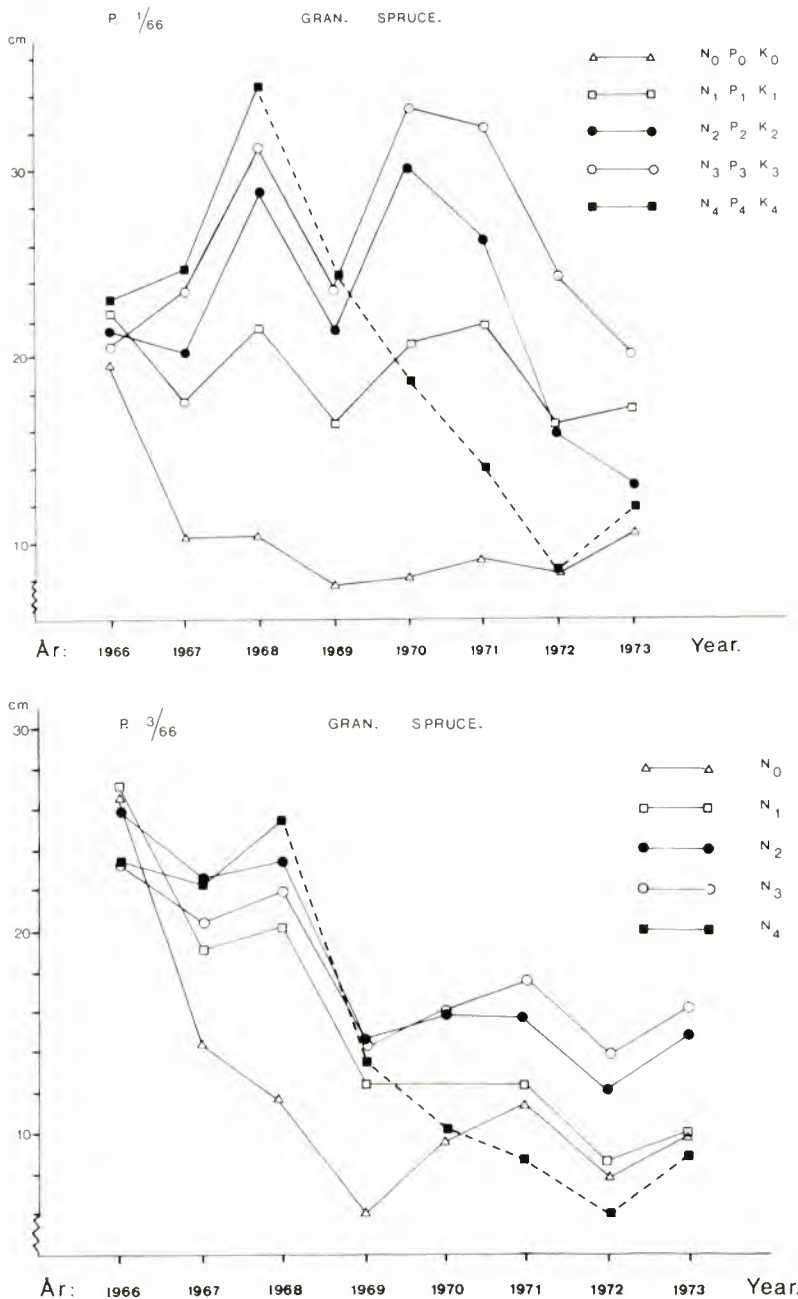 P. 1/66 GRAN. SPRUCE.
cm
N0 P0 K0
N1 P1 K1
N2 P2 K2
N3 P3 K3
N4 P4 K4
30
20
10
År: 1966 1967 1968 1969 1970 1971 1972 1973 Year.
cm
P. 3/66 GRAN. SPRUCE.
30
N0
N1
N2
N3
N4
20
10
År: 1966 1967 1968 1969 1970 1971 1972 1973 Year.